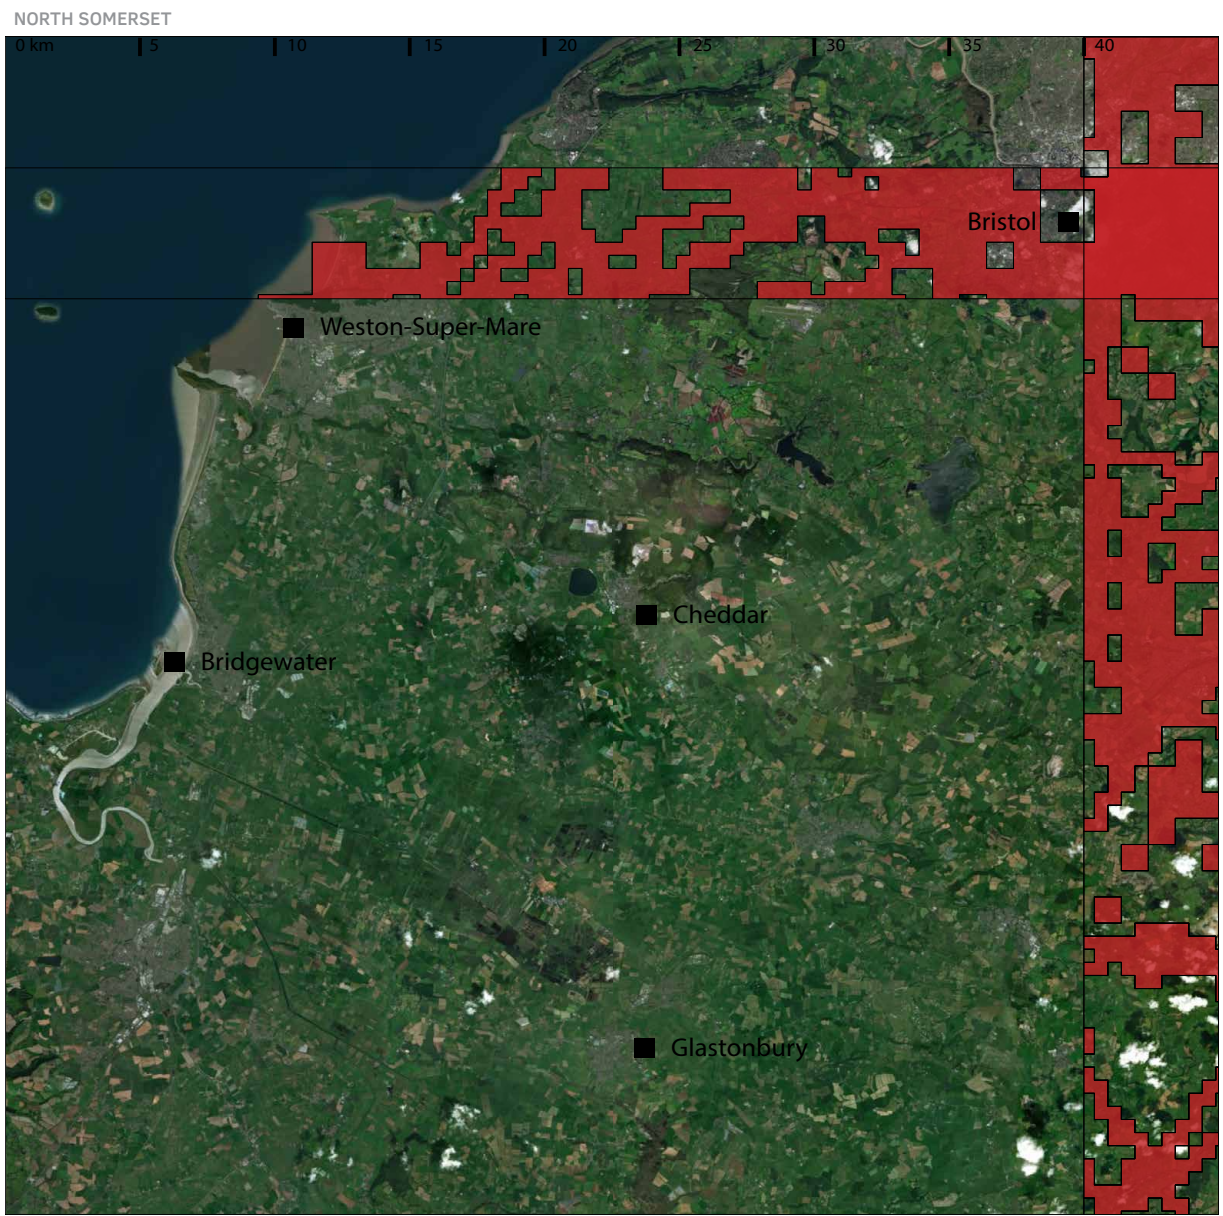 NORTH SOMERSET
0 km 5 10 15 20 25 30 35 40
Bristol
Weston-Super-Mare
Cheddar
Bridgewater
Glastonbury